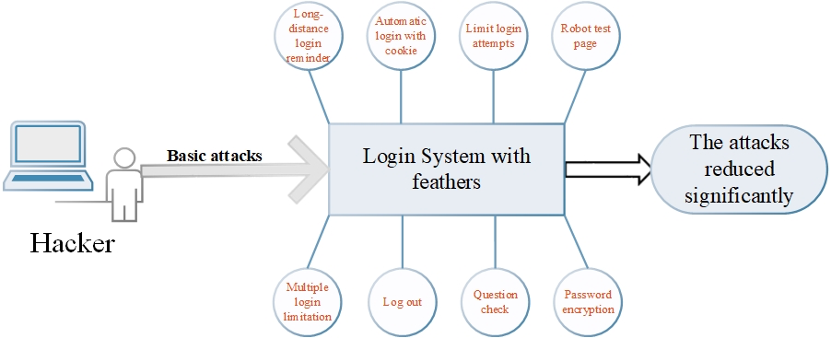 Long-
distance
login
reminder
Automatic
login with
cookie
Limit login
attempts
Robot test
page
Basic attacks
Hacker
Login System with
feathers
The attacks
reduced
significantly
Multiple
login
limitation
Log out
Question
check
Password
encryption